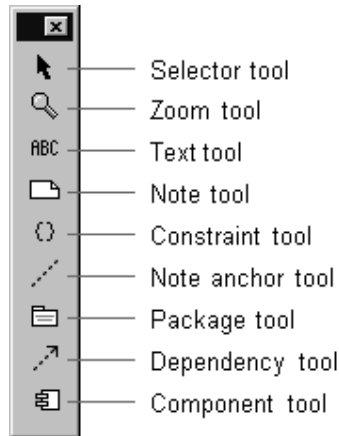 Selector tool
Zoom tool
ABC Text tool
Note tool
Constraint tool
Note anchor tool
Package tool
Dependency tool
Component tool